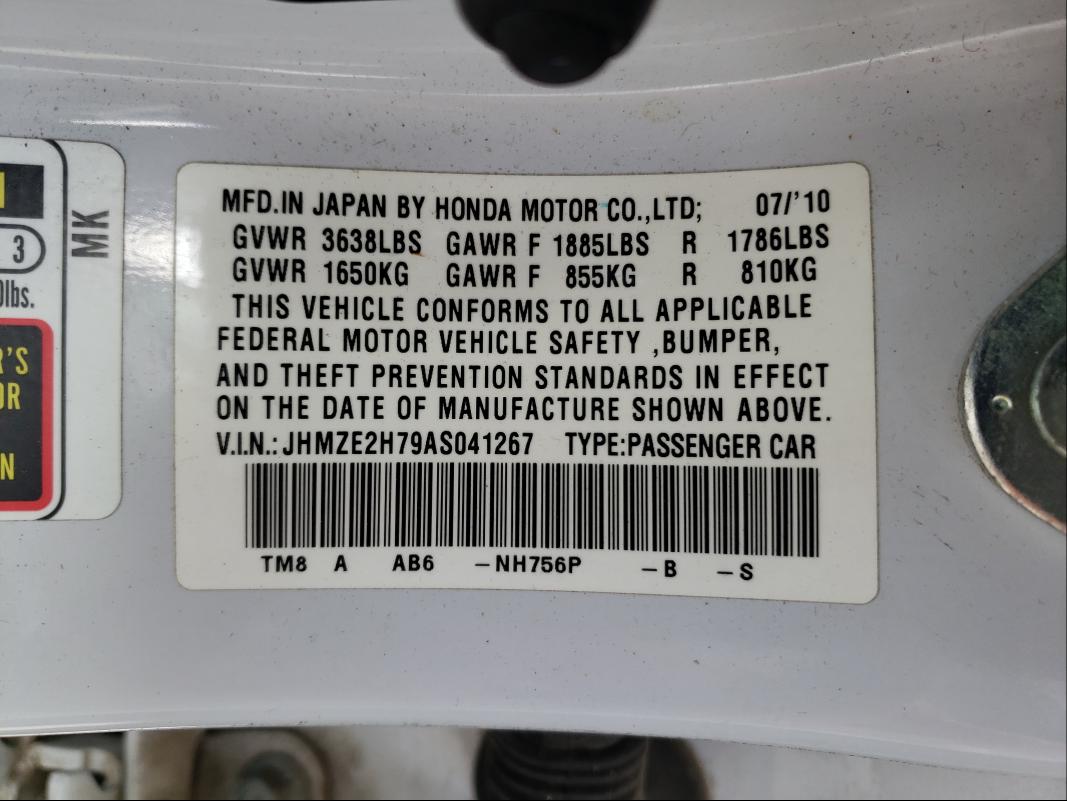 MK
3
0lbs.
R'S
OR
N
MFD.IN JAPAN BY HONDA MOTOR CO.,LTD; 07/'10
GVWR 3638LBS GAWR F 1885LBS R 1786LBS
GVWR 1650KG GAWR F 855KG R 810KG
THIS VEHICLE CONFORMS TO ALL APPLICABLE
FEDERAL MOTOR VEHICLE SAFETY ,BUMPER,
AND THEFT PREVENTION STANDARDS IN EFFECT
ON THE DATE OF MANUFACTURE SHOWN ABOVE.
V.I.N.: JHMZE2H79AS041267 TYPE:PASSENGER CAR
TM8 A AB6 -NH756P -B -S